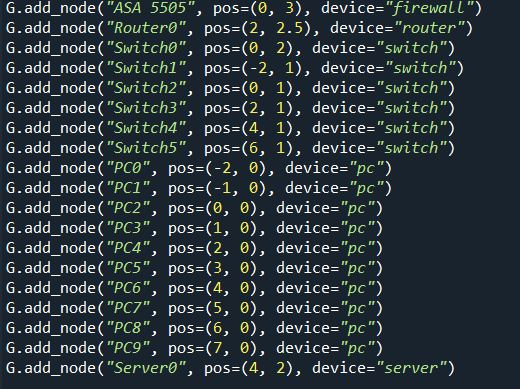 G.add_node("ASA 5505", pos=(0, 3), device="firewall")
G.add_node("Router0", pos=(2, 2.5), device="router")
G.add_node("Switch0", pos=(0, 2), device="switch")
G.add_node("Switch1", pos=(-2, 1), device="switch")
G.add_node("Switch2", pos=(0, 1), device="switch")
G.add_node("Switch3", pos=(2, 1), device="switch")
G.add_node("Switch4", pos=(4, 1), device="switch")
G.add_node("Switch5", pos=(6, 1), device="switch")
G.add_node("PC0", pos=(-2, 0), device="pc")
G.add_node("PC1", pos=(-1, 0), device="pc")
G.add_node("PC2", pos=(0, 0), device="pc")
G.add_node("PC3", pos=(1, 0), device="pc")
G.add_node("PC4", pos=(2, 0), device="pc")
G.add_node("PC5", pos=(3, 0), device="pc")
G.add_node("PC6", pos=(4, 0), device="pc")
G.add_node("PC7", pos=(5, 0), device="pc")
G.add_node("PC8", pos=(6, 0), device="pc")
G.add_node("PC9", pos=(7, 0), device="pc")
G.add_node("Server0", pos=(4, 2), device="server")